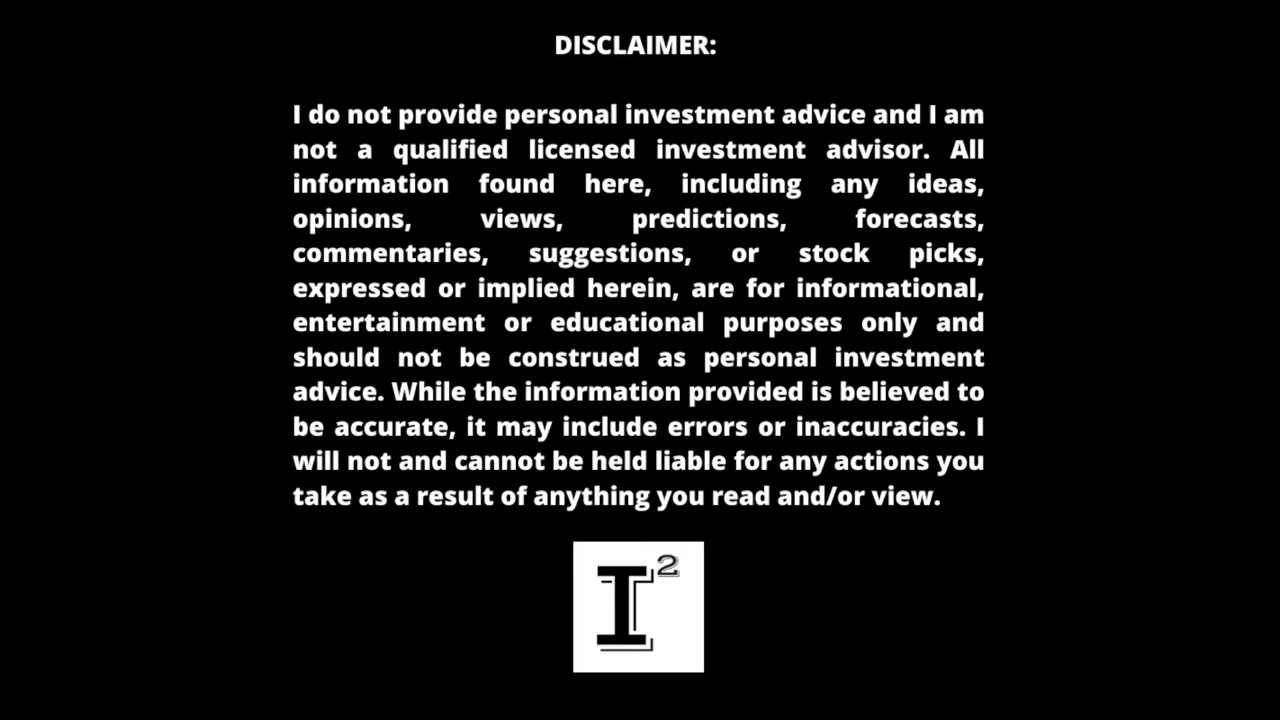 DISCLAIMER:
I do not provide personal investment advice and I am
not a qualified licensed investment advisor. All
information found here, including any ideas,
opinions, views, predictions, forecasts,
commentaries, suggestions, or stock picks,
expressed or implied herein, are for informational,
entertainment or educational purposes only and
should not be construed as personal investment
advice. While the information provided is believed to
be accurate, it may include errors or inaccuracies. I
will not and cannot be held liable for any actions you
take as a result of anything you read and/or view.
I²